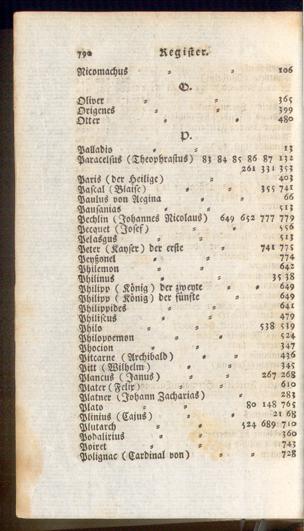 790 Register.
Nicomachus = = 106
O.
Oliver = = 365
Origenes = = 399
Otter = = 480
P.
Palladio = = 13
Paracelsus (Theophrastus) 83 84 85 86 87 132
261 331 353
Paris (der Heilige) = 403
Pascal (Blaise) = = 355 741
Paulus von Aegina = =
Pausanias = = 513
Pechlin (Johannes Nicolaus) 649 652 777 779
Pecquet (Josef) = = 556
Pelasgus = = 513
Peter (Kayser) der erste = 741 775
Peyßonel = = 774
Philemon = = 642
Philinus = = 35 38
Philipp (König) der zweyte = = 649
Philipp (König) der fünfte = 649
Philippides = = 641
Philiscus = = 479
Philo = = 538 539
Philopoemon = = 524
Phocion = = 347
Pitcarne (Archibald) = = 436
Pitt (Wilhelm) = = 345
Plancus (Janus) = = 267 268
Plater (Felix) = = 610
Platner (Johann Zacharias) = 283
Plato = = 80 148 765
Plinius (Cajus) = = 21 68
Plutarch = = 524 689 710
Podalirius = = 360
Poiret = = 743
Polignac (Cardinal von) = = 728